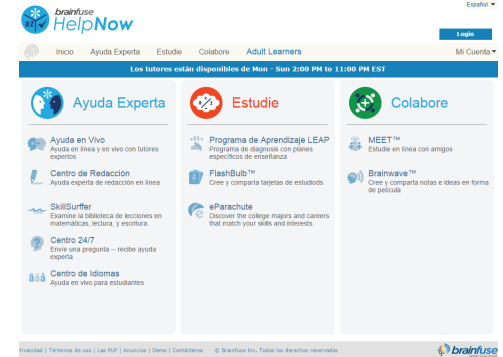 Español
brainfuse
HelpNow
Login
Inicio Ayuda Experta Estudie Colabore Adult Learners Mi Cuenta
Los tutores están disponibles de Mon - Sun 2:00 PM to 11:00 PM EST
Ayuda Experta
Ayuda en Vivo
Ayuda en línea y en vivo con tutores
expertos
Centro de Redacción
Ayuda experta de redacción en línea
SkillSurffer
Examine la biblioteca de lecciones en
matemáticas, lectura, y escritura.
Centro 24/7
Envíe una pregunta -- recibe ayuda
experta
āâá
Centro de Idiomas
Ayuda en vivo para estudiantes
Estudie
Programa de Aprendizaje LEAP
Programa de diagnosis con planes
específicos de enseñanza
FlashBulb™
Cree y comparta tarjetas de estudiods
eParachute
Discover the college majors and careers
that match your skills and interests.
Colabore
MEET™
Estudie en línea con amigos
Brainwave™
Cree y comparta notas e ideas en forma
de película
Privacidad | Términos de uso | Las PUF | Anuncios | Demo | Contáctenos © Brainfuse Inc. Todos los derechos reservados
brainfuse